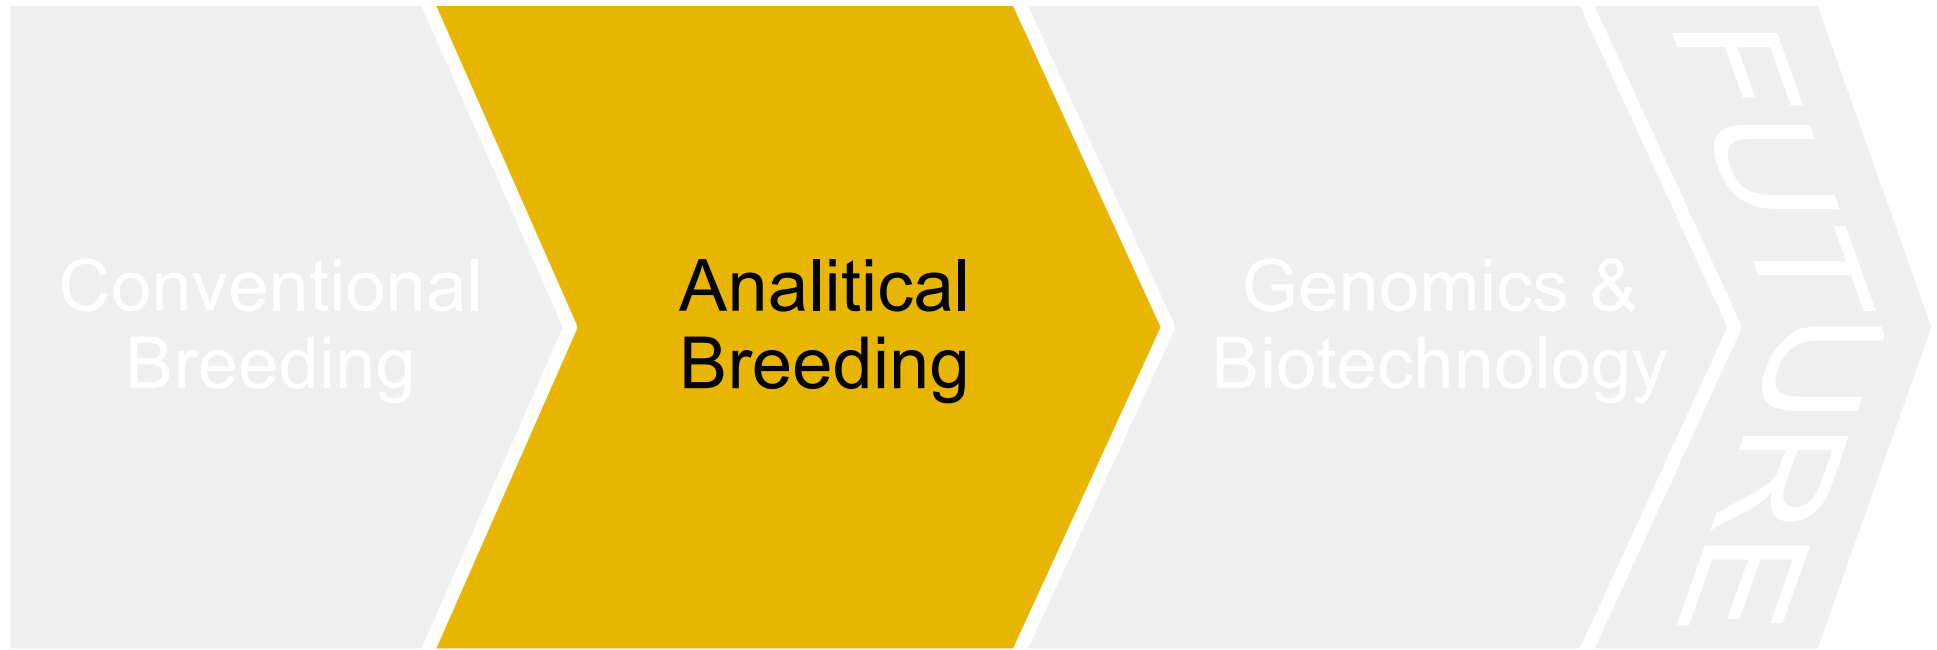 Conventional
Breeding
Analitical
Breeding
Genomics &
Biotechnology
FUTURE